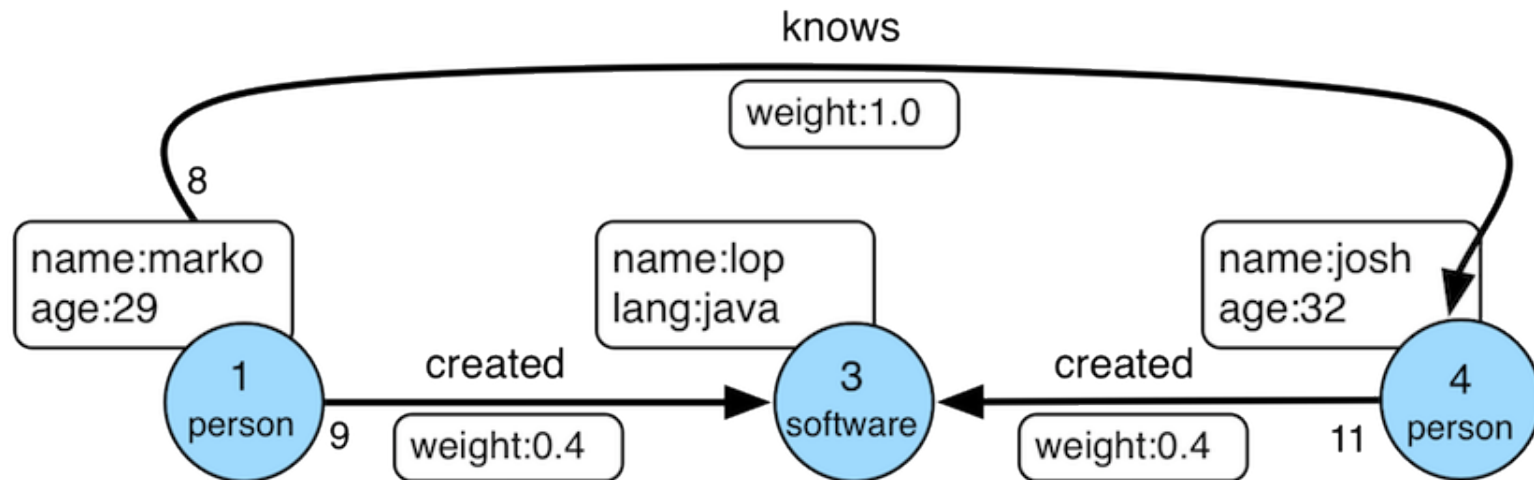 knows
weight:1.0
8
name:marko
age:29
name:lop
lang:java
name:josh
age:32
1
person
created
3
software
created
4
person
9
weight:0.4
weight:0.4
11